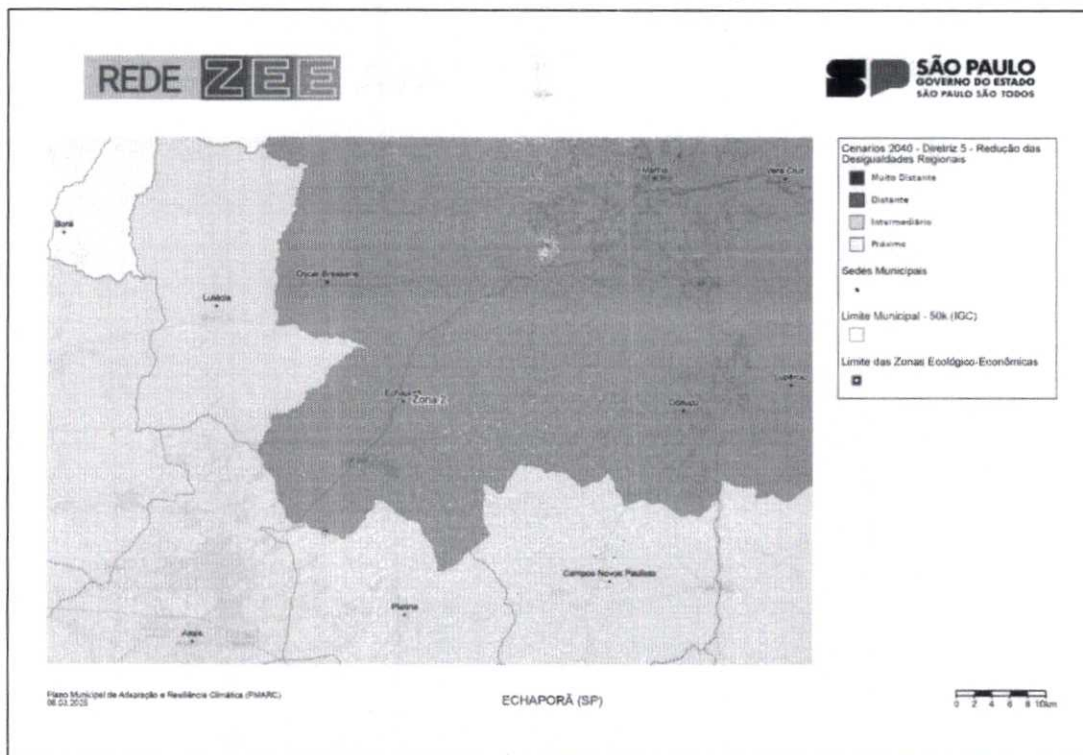 REDE ZEE
SÃO PAULO
GOVERNO DO ESTADO
SÃO PAULO SÃO TODOS
Cenarios 2040 - Diretriz 5 - Redução das
Desigualdades Regionais
Muito Distante
Distante
Intermediário
Próximo
Sedes Municipais
Limite Municipal - 50k (IGC)
Limite das Zonas Ecológico-Econômicas
Marília
Vera Cruz
Borá
Oscar Bressane
Lutécia
Echaporã
Zona 2
Ocauçu
Lupércio
Campos Novos Paulista
Platina
Assis
Plano Municipal de Adaptação e Resiliência Climática (PMARC)
ECHAPORÃ (SP)
0 2 4 6 8 10km